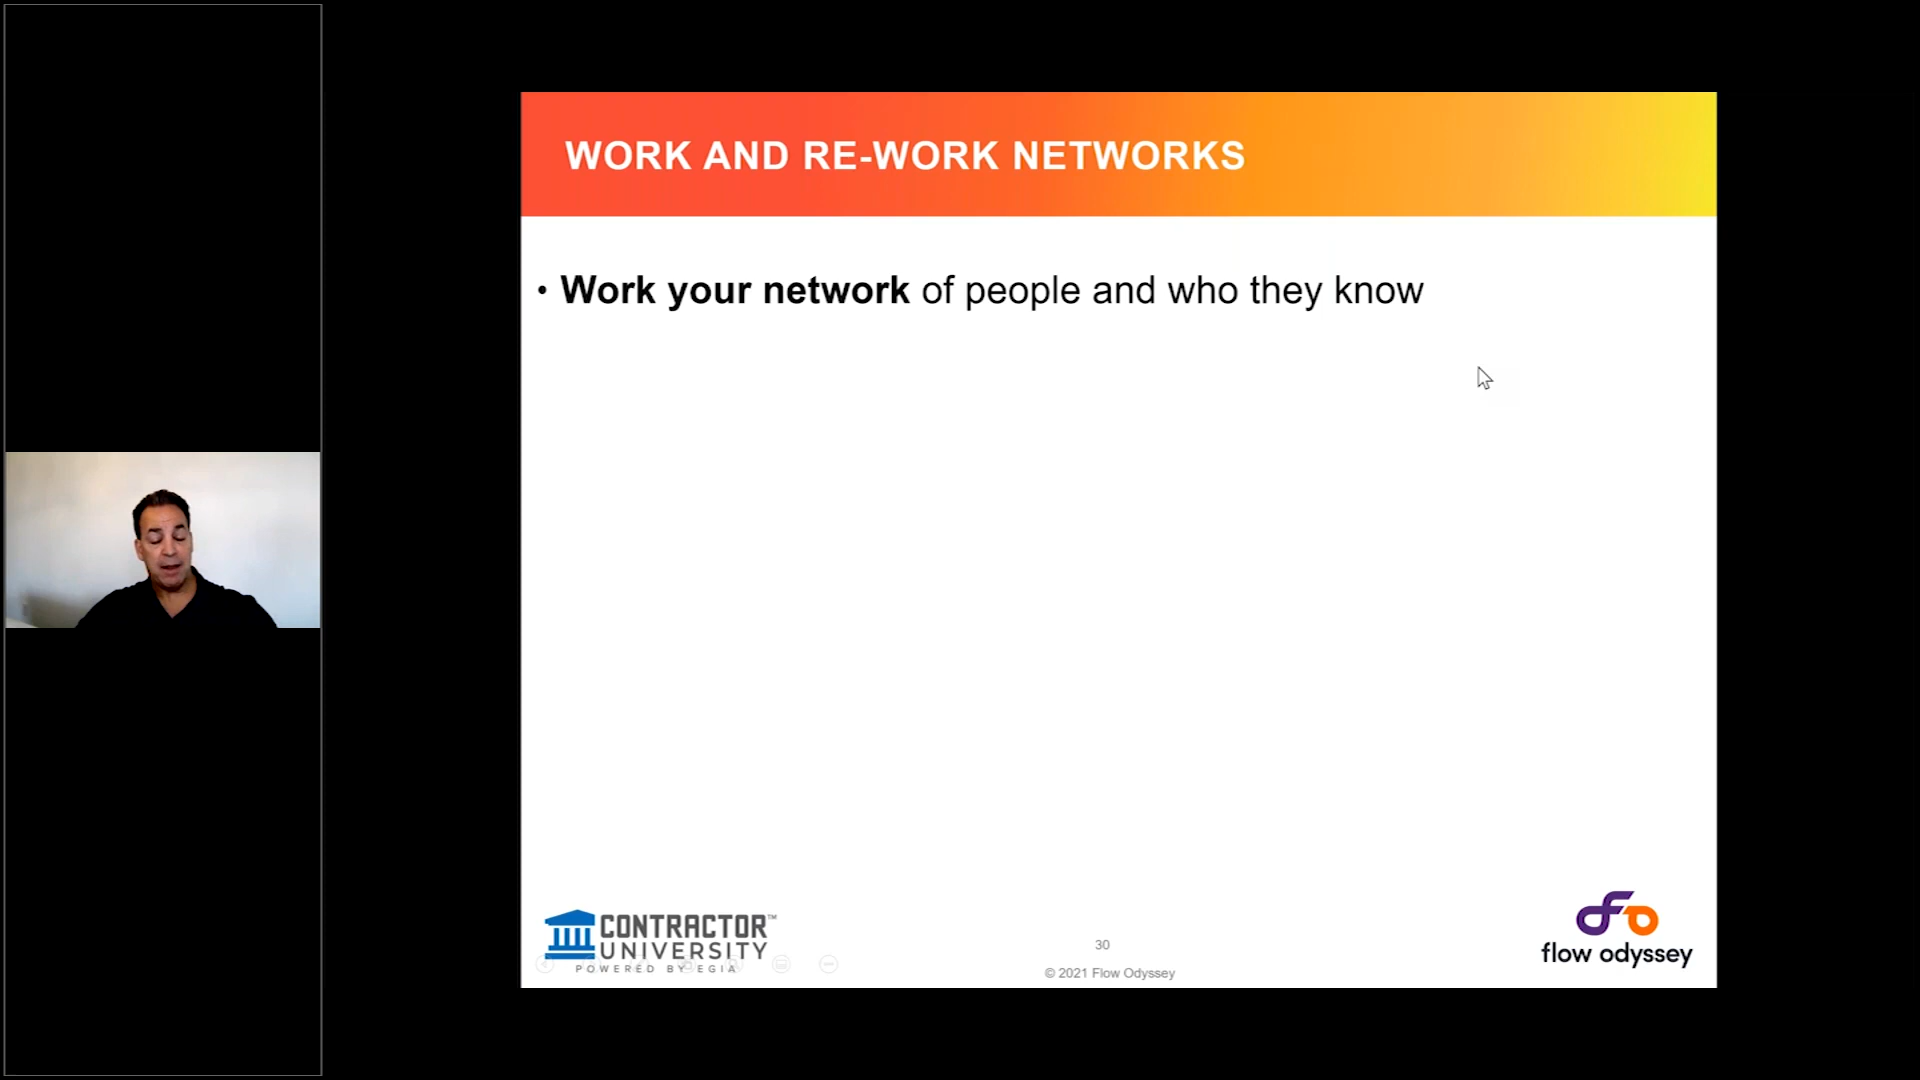 WORK AND RE-WORK NETWORKS
• Work your network of people and who they know
CONTRACTOR™
UNIVERSITY
POWERED BY EGIA
30
© 2021 Flow Odyssey
flow odyssey